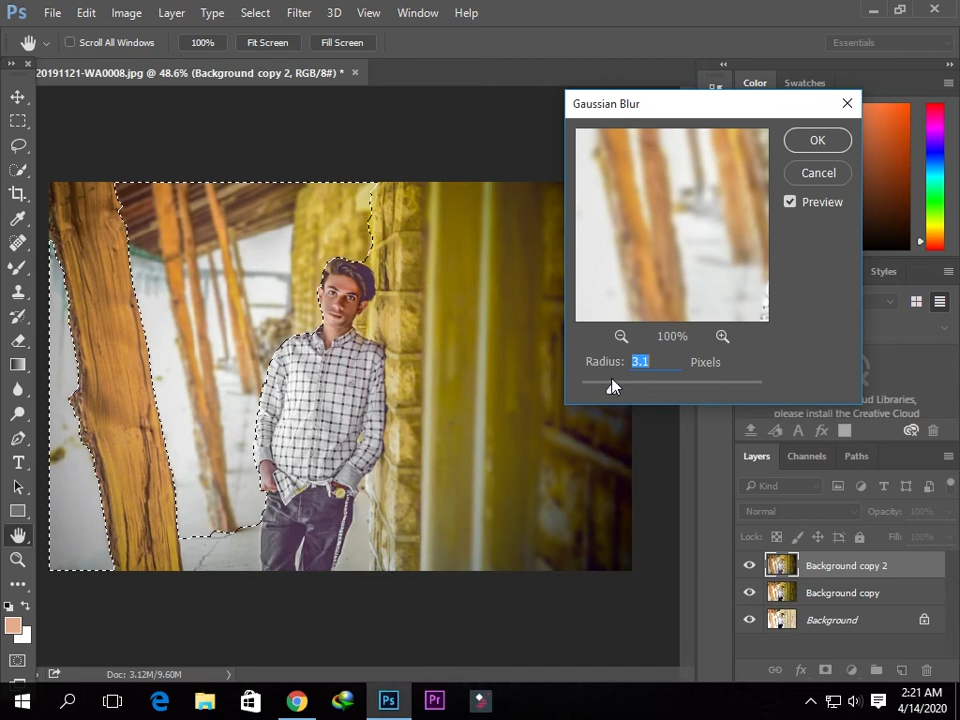 Ps File Edit Image Layer Type Select Filter 3D View Window Help
Scroll All Windows 100% Fit Screen Fill Screen Essentials
20191121-WA0008.jpg @ 48.6% (Background copy 2, RGB/8#) * ×
Color Swatches
Gaussian Blur
OK
Cancel
Preview
100%
Radius: 3.1 Pixels
Styles
ud Libraries,
please install the Creative Cloud
Layers Channels Paths
Kind
Normal Opacity: 100%
Lock: Fill: 100%
Background copy 2
Background copy
Background
Doc: 3.12M/9.60M
Ps Pr
2:21 AM
4/14/2020